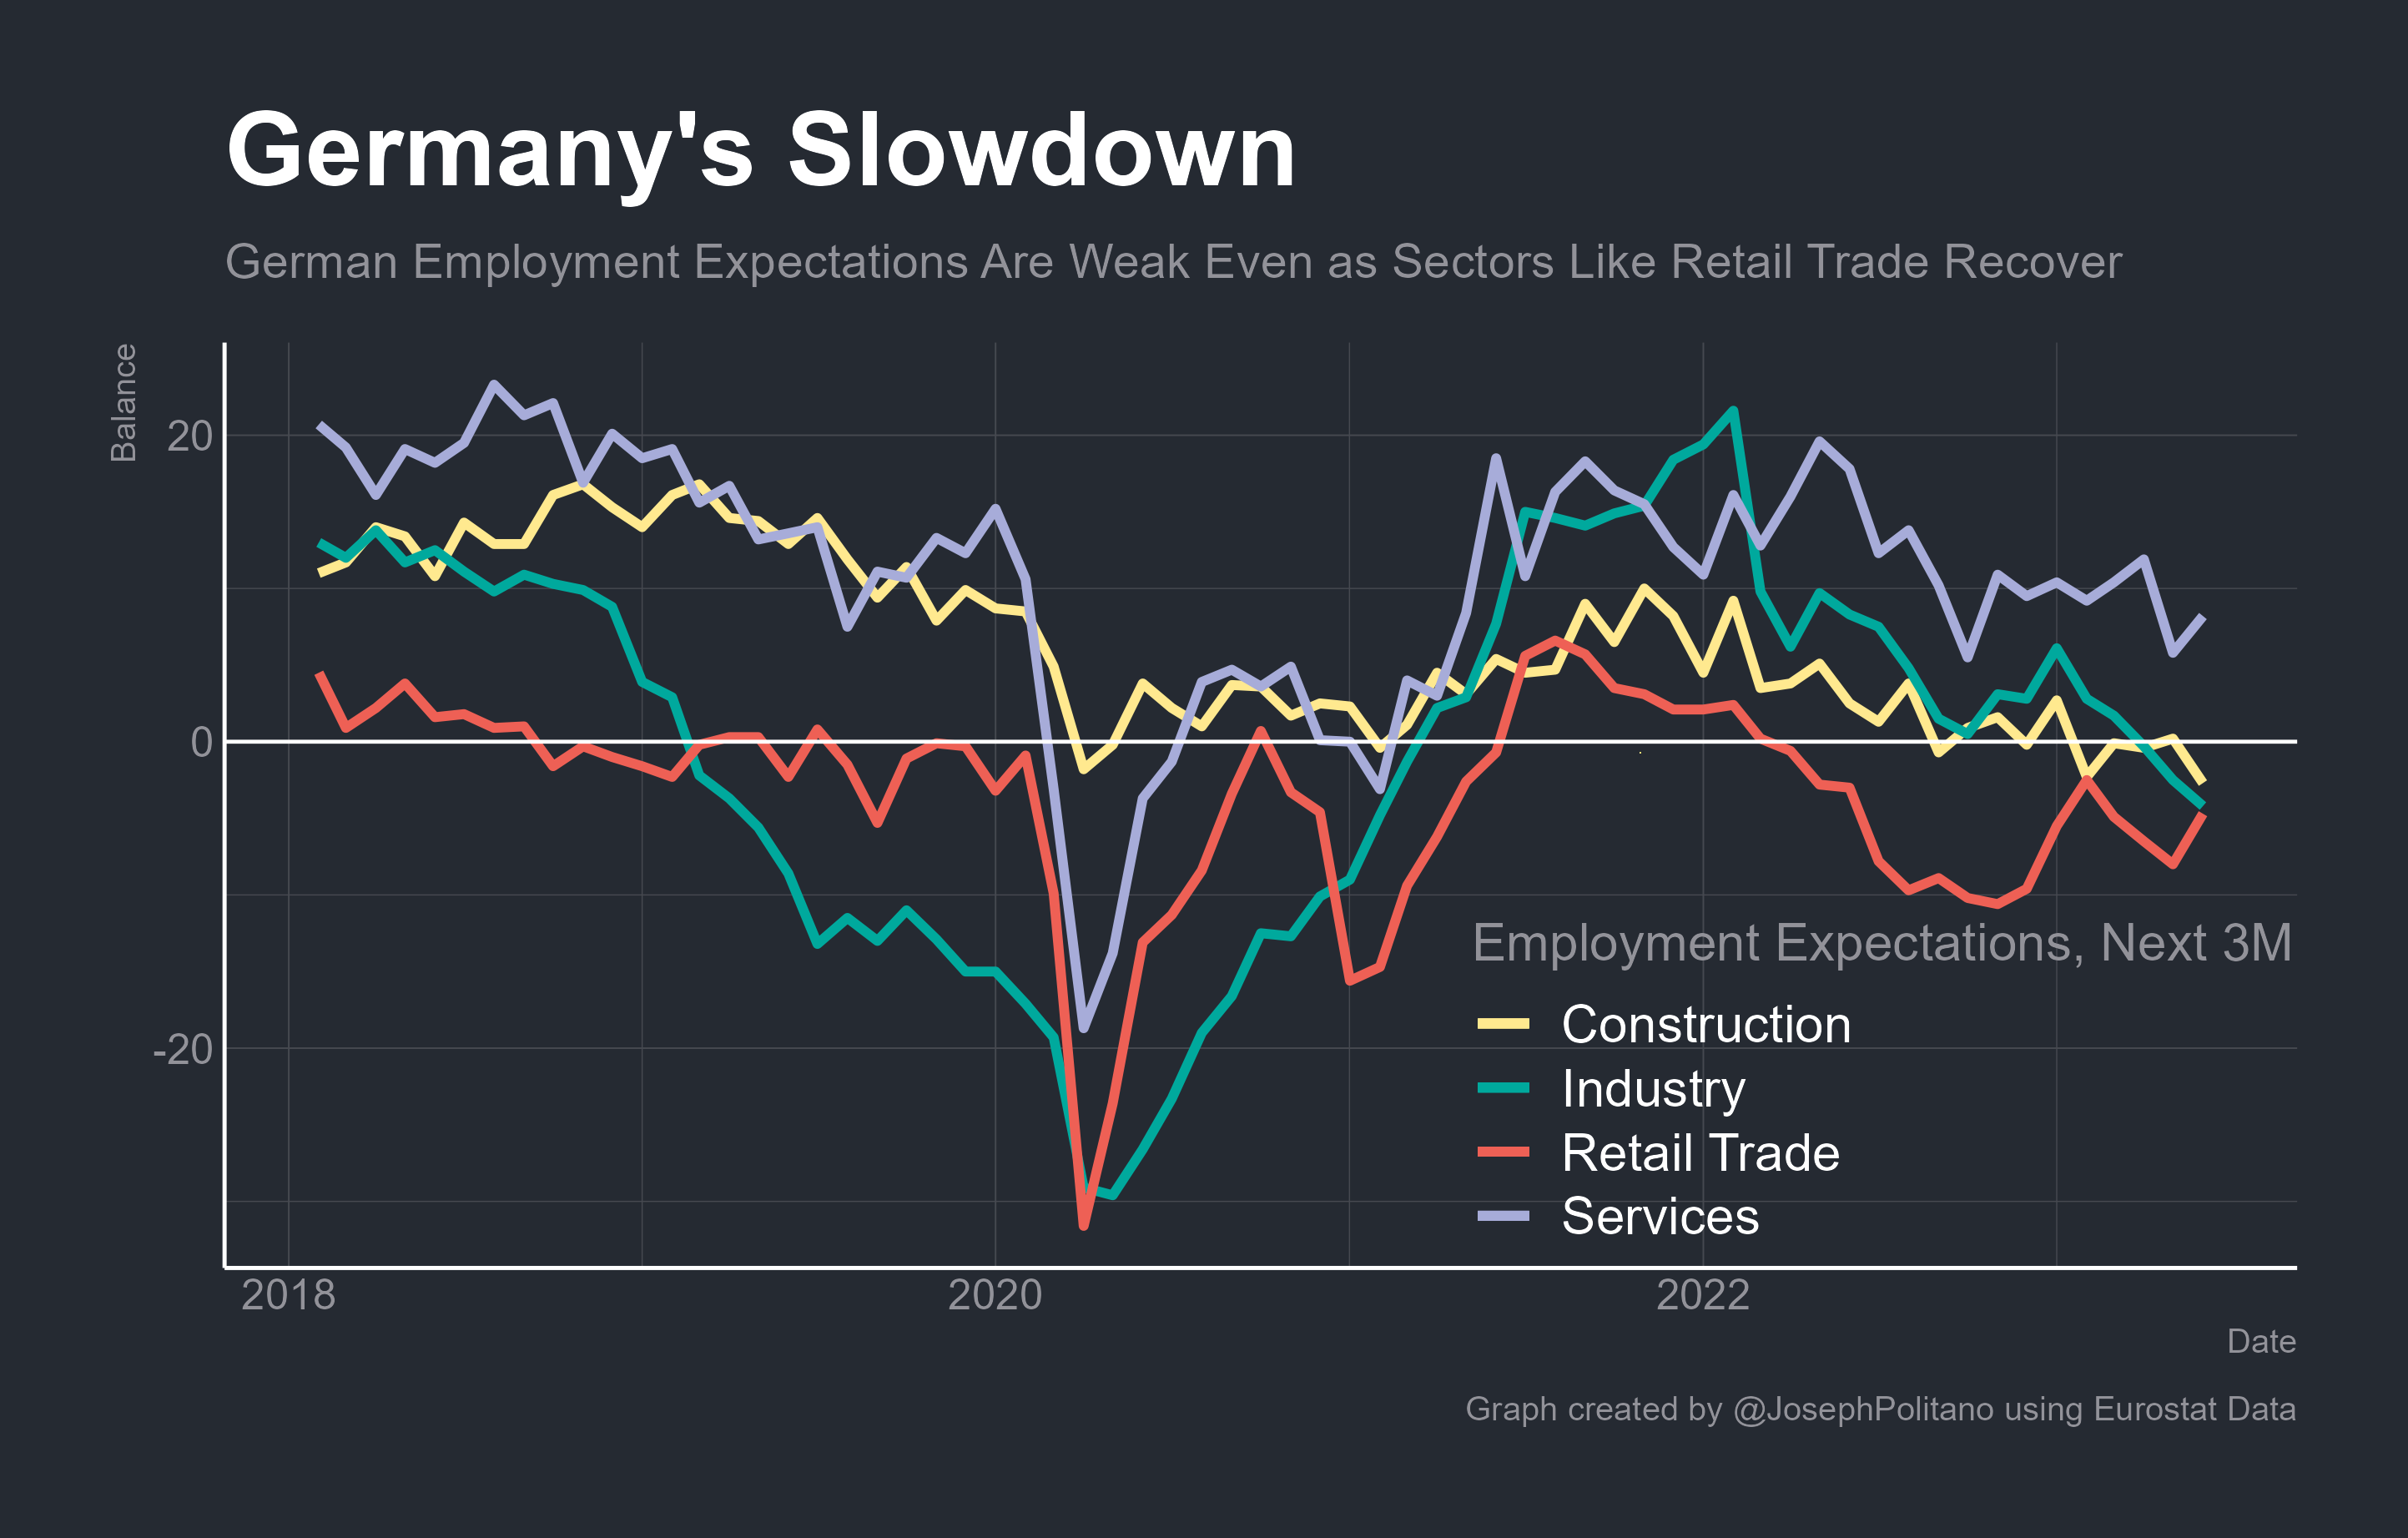 Germany's Slowdown
German Employment Expectations Are Weak Even as Sectors Like Retail Trade Recover
Balance
20
0
-20
Employment Expectations, Next 3M
Construction
Industry
Retail Trade
Services
2018
2020
2022
Date
Graph created by @JosephPolitano using Eurostat Data